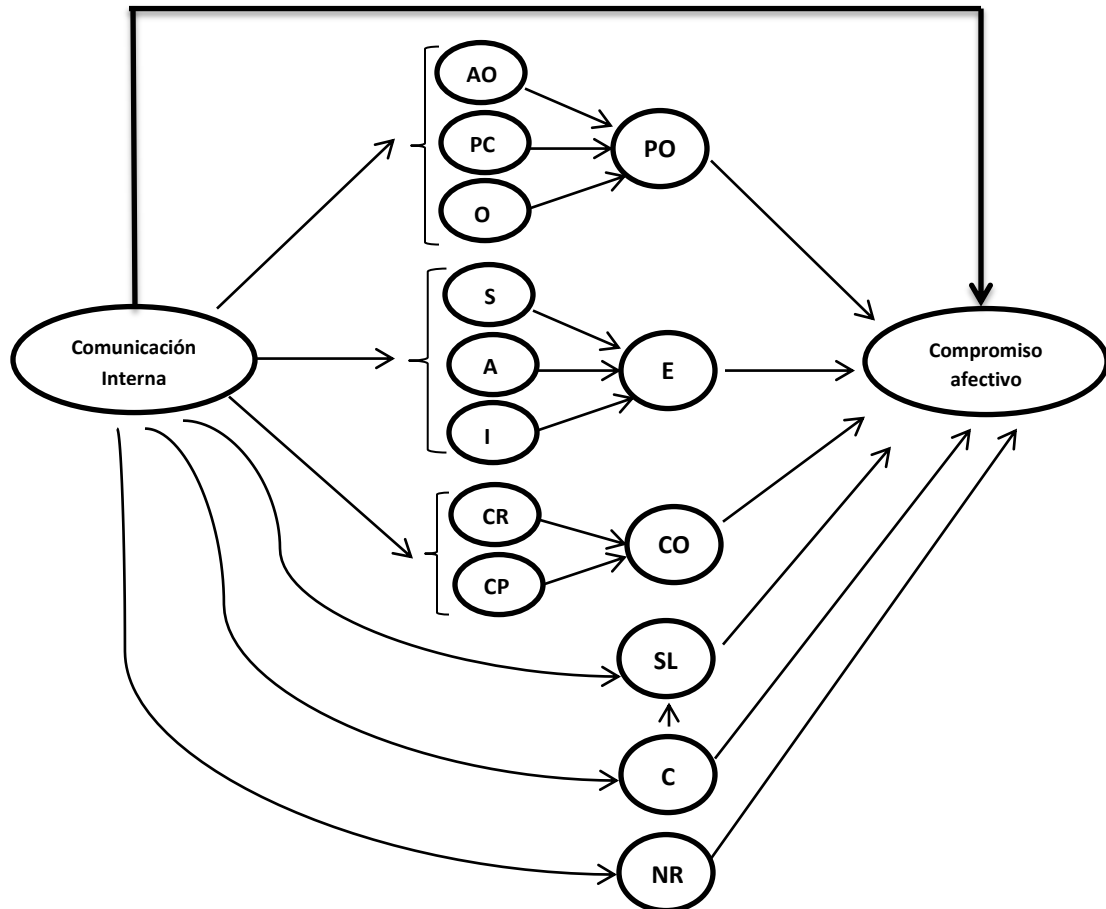 AO
PC
PO
O
S
Comunicación
Interna
A
E
Compromiso
afectivo
I
CR
CO
CP
SL
C
NR